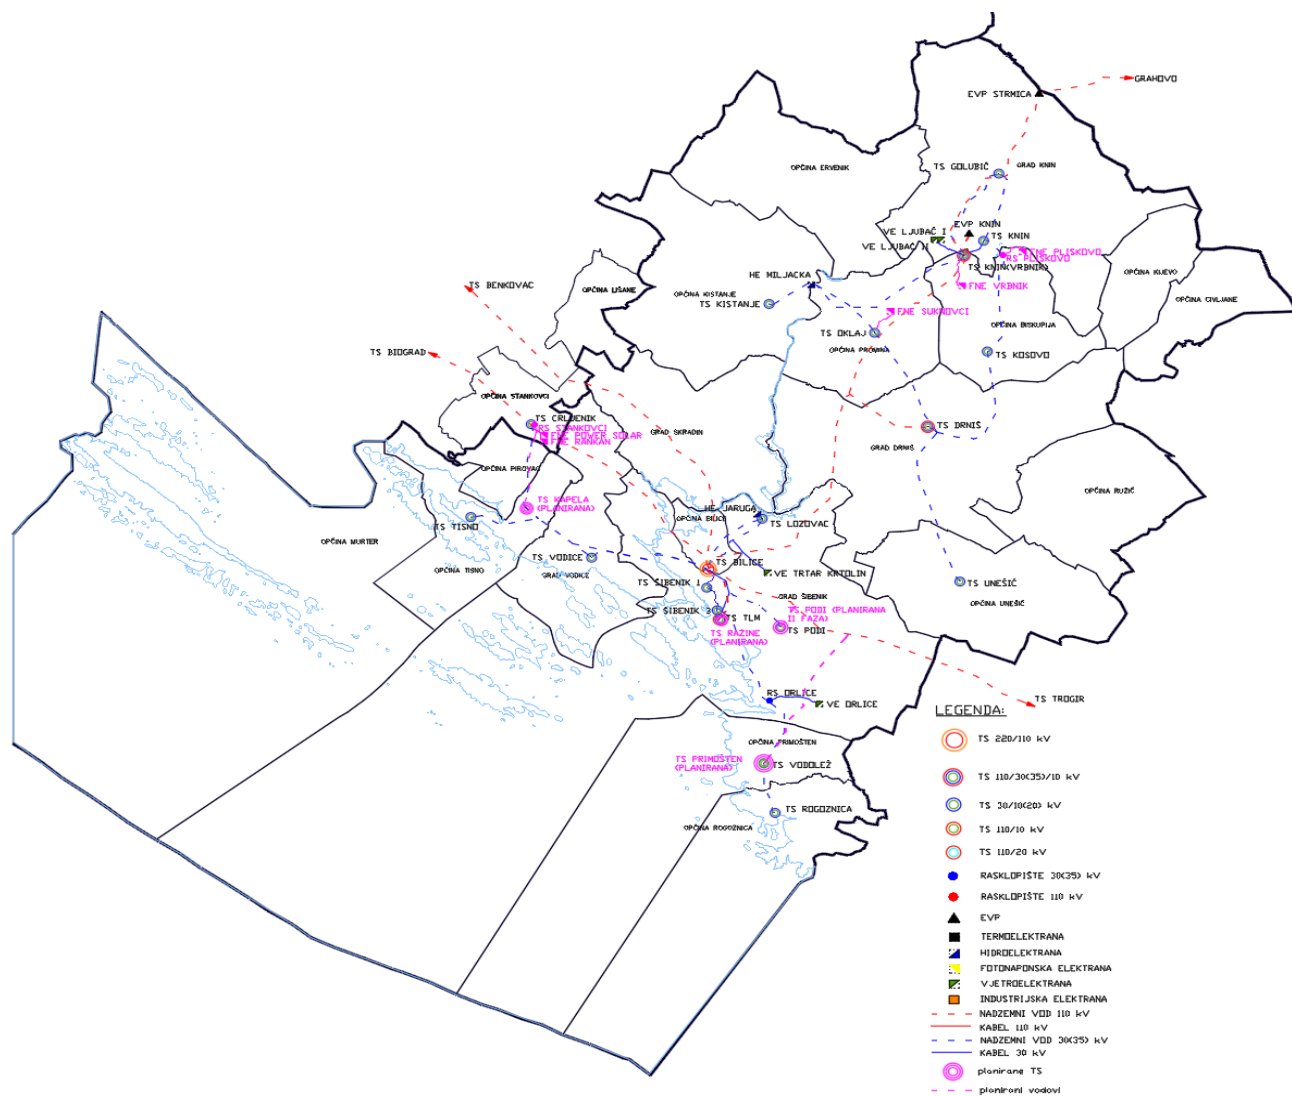 GRAHOVO
EVP STRMICA
OPĆINA ERVENIK
TS GOLUBIĆ
GRAD KNIN
EVP KNIN
VE LJUBAČ I
TS KNIN
VE LJUBAČ II
FNE PLISKOVO
RS PLISKOVO
TS KNIN(VRBNIK)
FNE VRBNIK
OPĆINA KIJEVO
OPĆINA CIVLJANE
HE MILJACKA
TS BENKOVAC
OPĆINA LIŠANE
OPĆINA KISTANJE
TS KISTANJE
FNE SUKNOVCI
TS OKLAJ
OPĆINA PROMINA
OPĆINA BISKUPIJA
TS KOSOVO
TS BIOGRAD
OPĆINA STANKOVCI
TS CRLJENIK
RS STANKOVCI
FNE POWER SOLAR
FNE RANKAN
GRAD SKRADIN
TS DRNIŠ
GRAD DRNIŠ
OPĆINA PIROVAC
OPĆINA RUŽIĆ
TS KAPELA
(PLANIRANA)
HE JARUGA
OPĆINA BILICE
TS LOZOVAC
TS TISNO
OPĆINA MURTER
TS VODICE
TS BILICE
OPĆINA TISNO
GRAD VODICE
VE TRTAR KRTOLIN
TS ŠIBENIK 1
TS UNEŠIĆ
GRAD ŠIBENIK
OPĆINA UNEŠIĆ
TS ŠIBENIK 2
TS PODI (PLANIRANA
II FAZA)
TS TLM
TS RAŽINE
(PLANIRANA)
TS PODI
RS ORLICE
VE ORLICE
TS TROGIR
OPĆINA PRIMOŠTEN
TS PRIMOŠTEN
(PLANIRANA)
TS VODOLEŽ
TS ROGOZNICA
OPĆINA ROGOZNICA
LEGENDA:
TS 220/110 kV
TS 110/30(35)/10 kV
TS 30/10(20) kV
TS 110/10 kV
TS 110/20 kV
RASKLOPIŠTE 30(35) kV
RASKLOPIŠTE 110 kV
EVP
TERMOELEKTRANA
HIDROELEKTRANA
FOTONAPONSKA ELEKTRANA
VJETROELEKTRANA
INDUSTRIJSKA ELEKTRANA
NADZEMNI VOD 110 kV
KABEL 110 kV
NADZEMNI VOD 30(35) kV
KABEL 30 kV
planirane TS
planirani vodovi